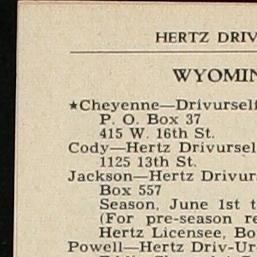 HERTZ DRIV
WYOMIN
★Cheyenne—Drivurself
P. O. Box 37
415 W. 16th St.
Cody—Hertz Drivursel
1125 13th St.
Jackson—Hertz Drivurs
Box 557
Season, June 1st t
(For pre-season re
Hertz Licensee, Bo
Powell—Hertz Driv-Ur